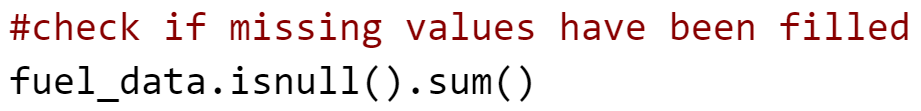 #check if missing values have been filled
fuel_data.isnull().sum()